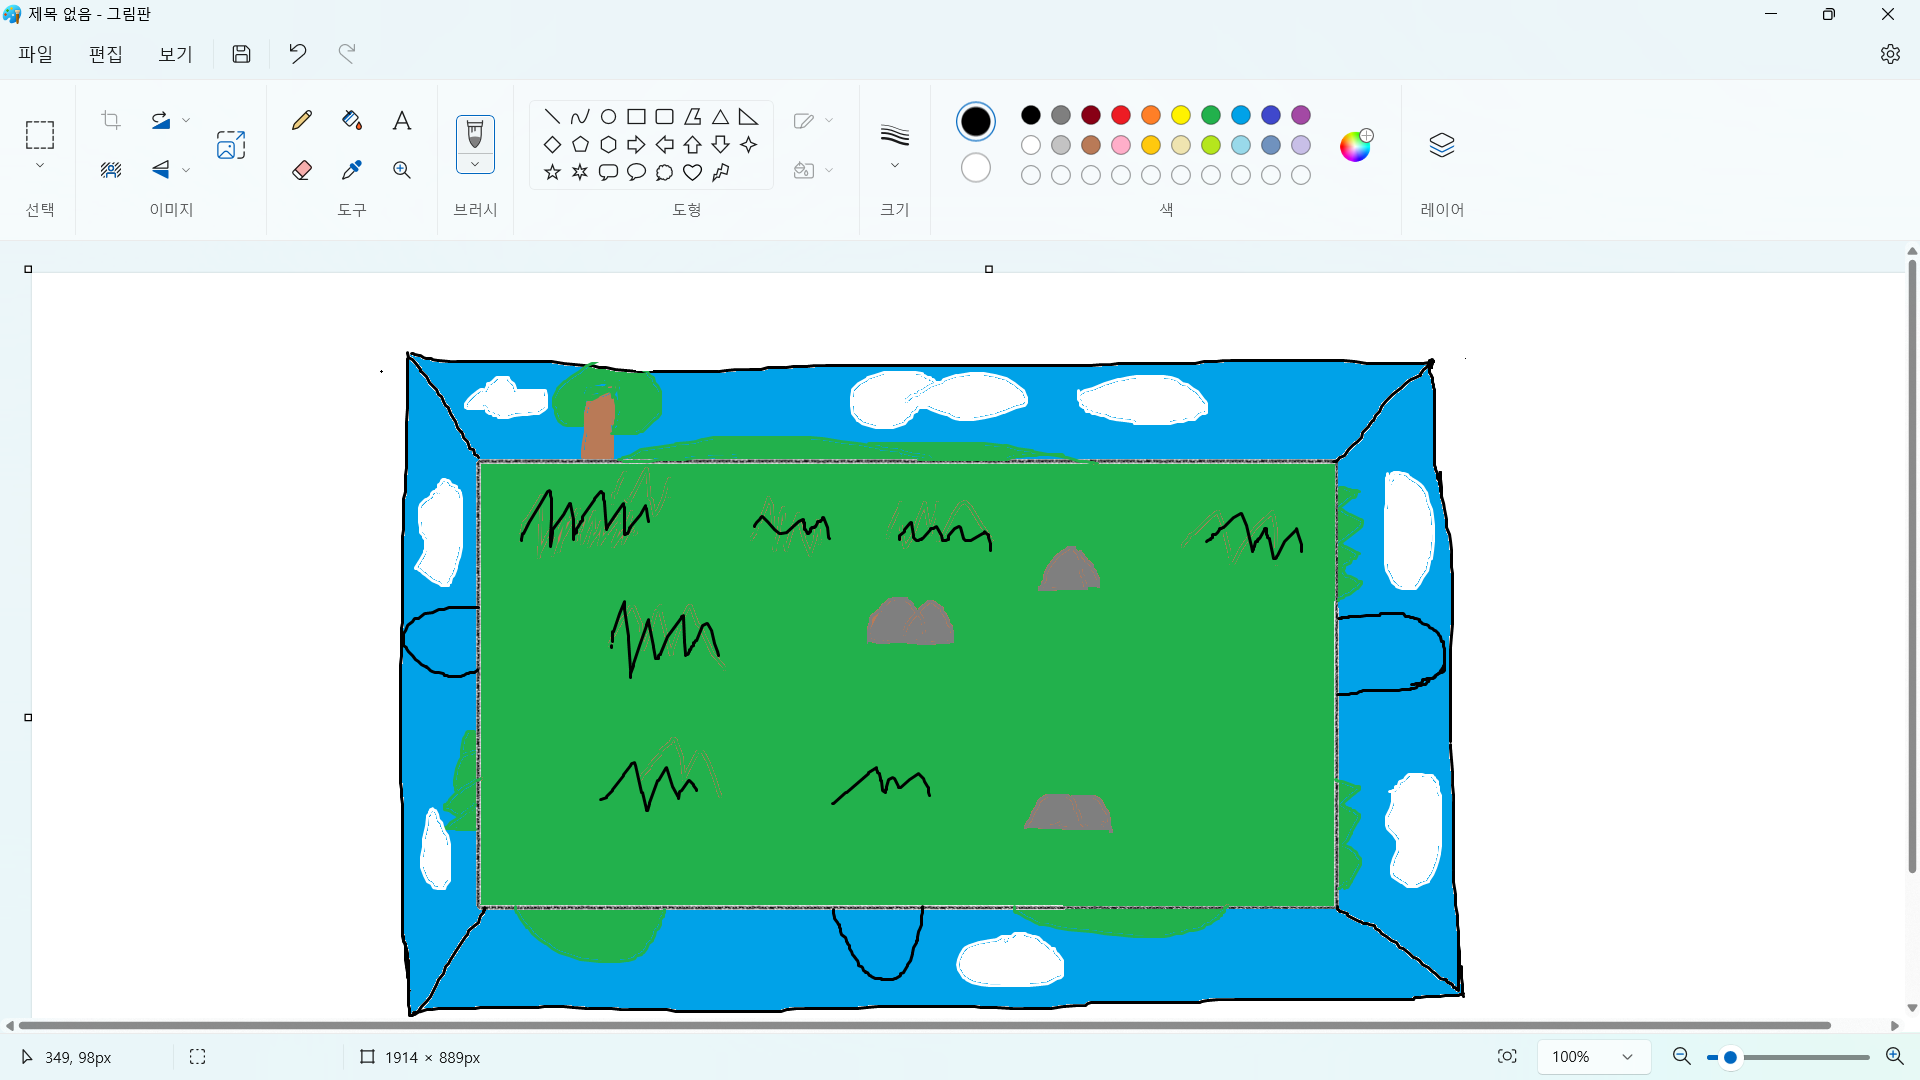 제목 없음 - 그림판
파일 편집 보기
선택 이미지 도구 브러시 도형 크기 색 레이어
349, 98px 1914 × 889px 100%